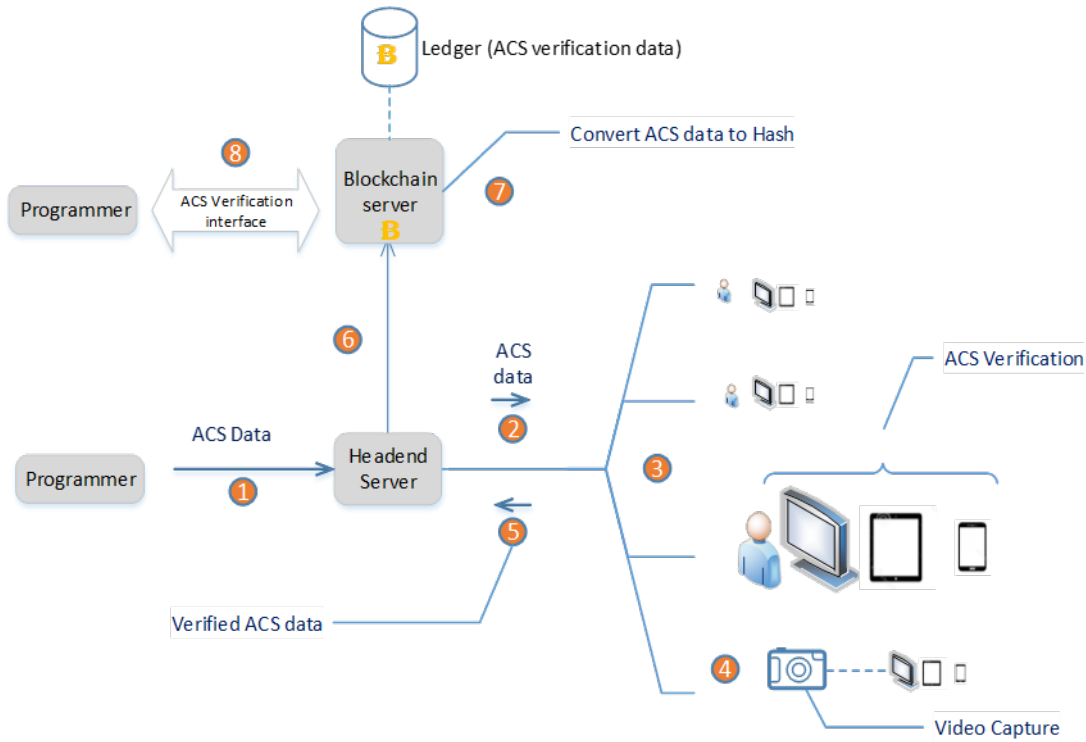 Ledger (ACS verification data)
Convert ACS data to Hash
8
Blockchain
server
7
Programmer
ACS Verification
interface
6
ACS
data
ACS Verification
2
ACS Data
Headend
Server
3
Programmer
1
5
Verified ACS data
4
Video Capture